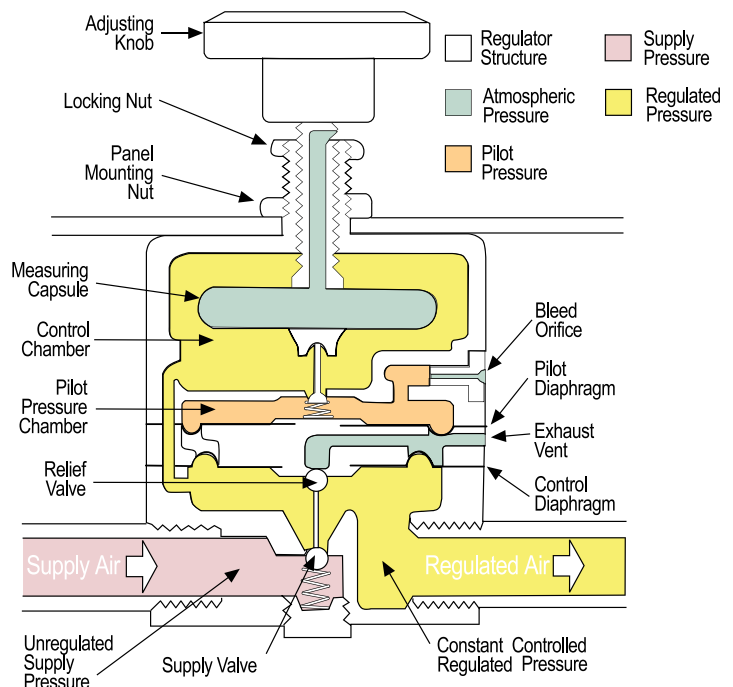 Adjusting
Knob
Locking Nut
Panel
Mounting
Nut
Measuring
Capsule
Control
Chamber
Pilot
Pressure
Chamber
Relief
Valve
Supply Air
Unregulated
Supply
Pressure
Supply Valve
Regulator
Structure
Supply
Pressure
Atmospheric
Pressure
Regulated
Pressure
Pilot
Pressure
Bleed
Orifice
Pilot
Diaphragm
Exhaust
Vent
Control
Diaphragm
Regulated Air
Constant
Regulated Controlled
Pressure